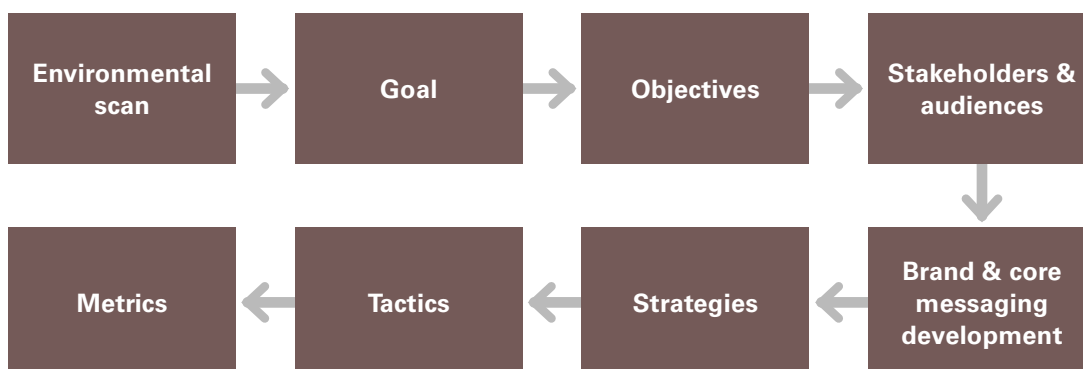 Environmental
scan
Goal
Objectives
Stakeholders &
audiences
Brand & core
messaging
development
Strategies
Tactics
Metrics